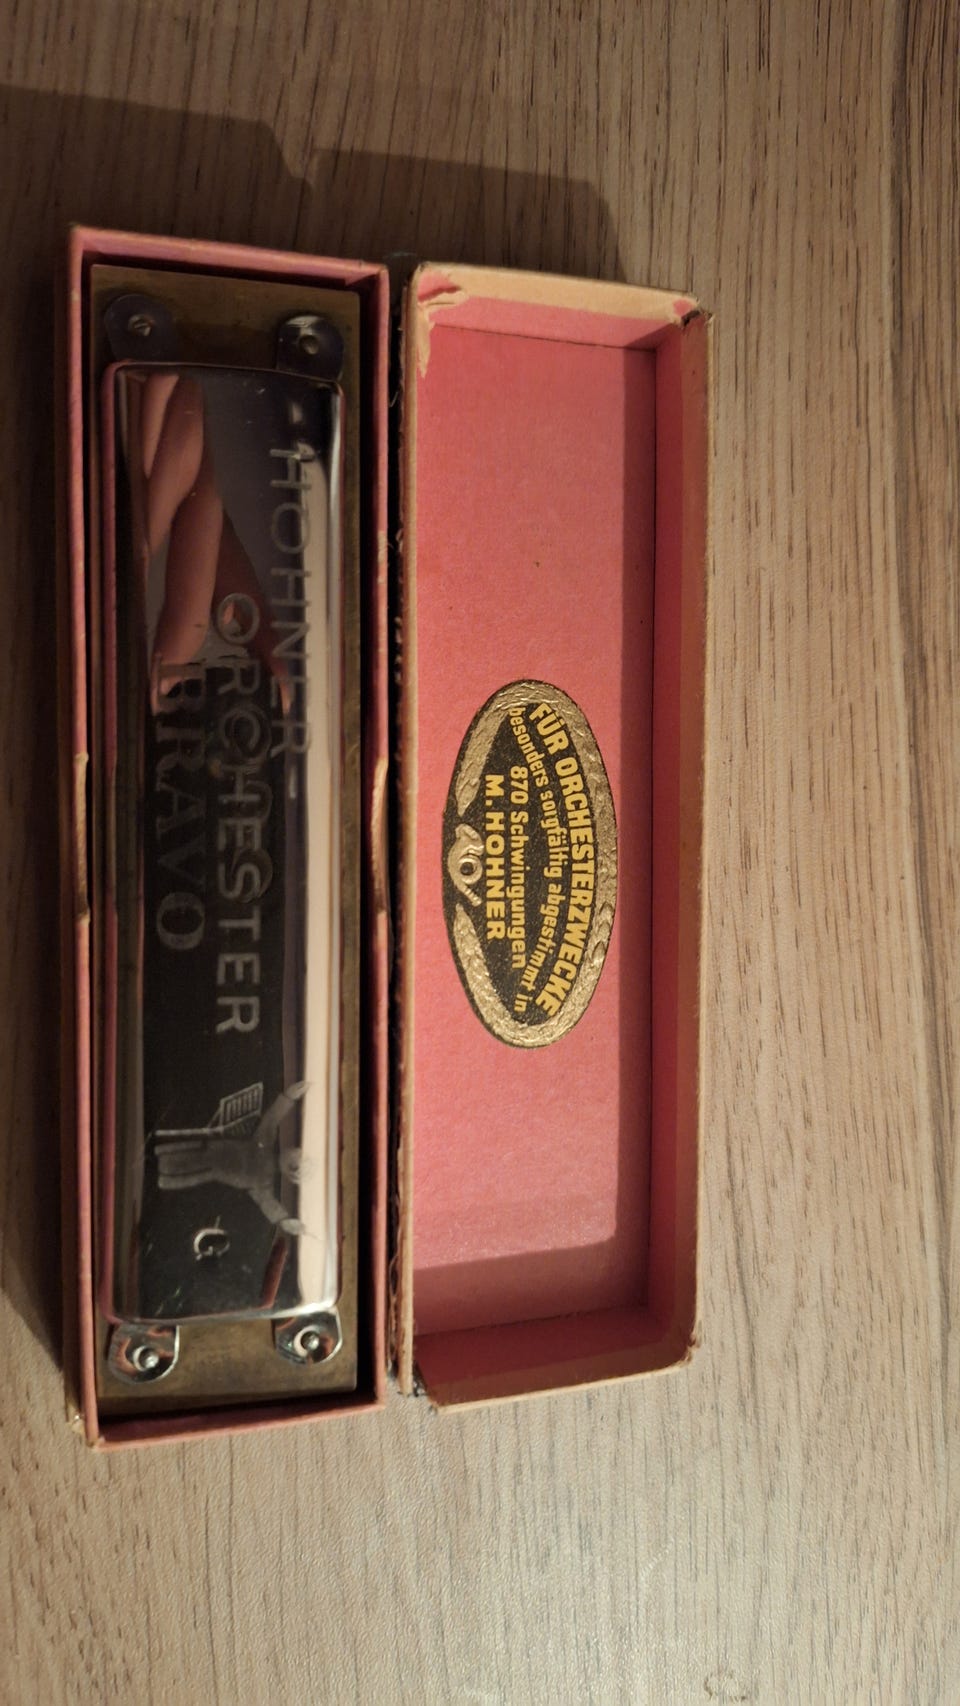 - HOHNER -
ORCHESTER
BRAVO
G
FÜR ORCHESTERZWECKE
besonders sorgfältig abgestimmt in
870 Schwingungen
M. HOHNER